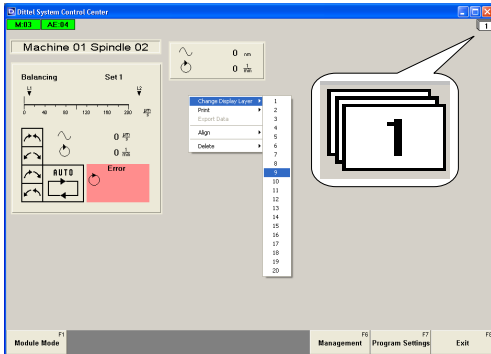 Dittel System Control Center
M:03 AE:04
1
Machine 01 Spindle 02
0 nm
0 1/min
Balancing Set 1
L1 L2
0 40 80 120 160 200
0
0 1/min
AUTO
Error
Change Display Layer
Print
Export Data
Align
Delete
1
2
3
4
5
6
7
8
9
10
11
12
13
14
15
16
17
18
19
20
1
F1
Module Mode
F6
Management
F7
Program Settings
F8
Exit